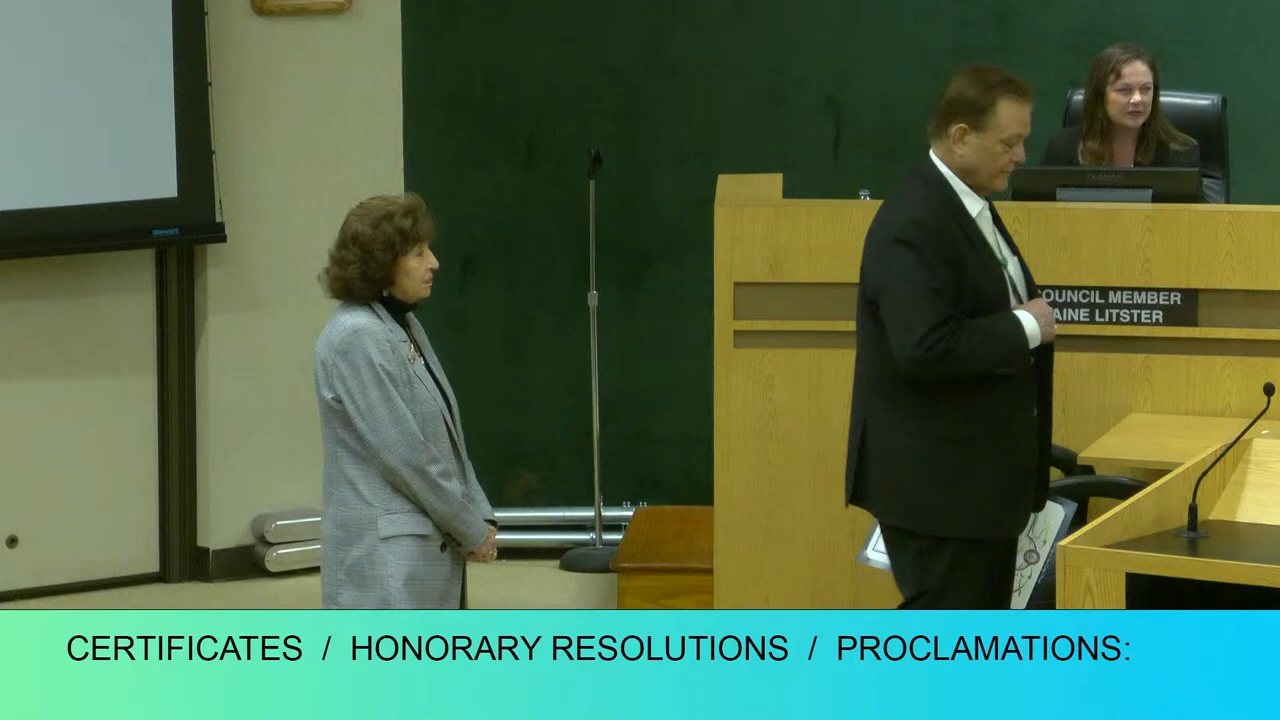 COUNCIL MEMBER
AINE LITSTER
CERTIFICATES / HONORARY RESOLUTIONS / PROCLAMATIONS: